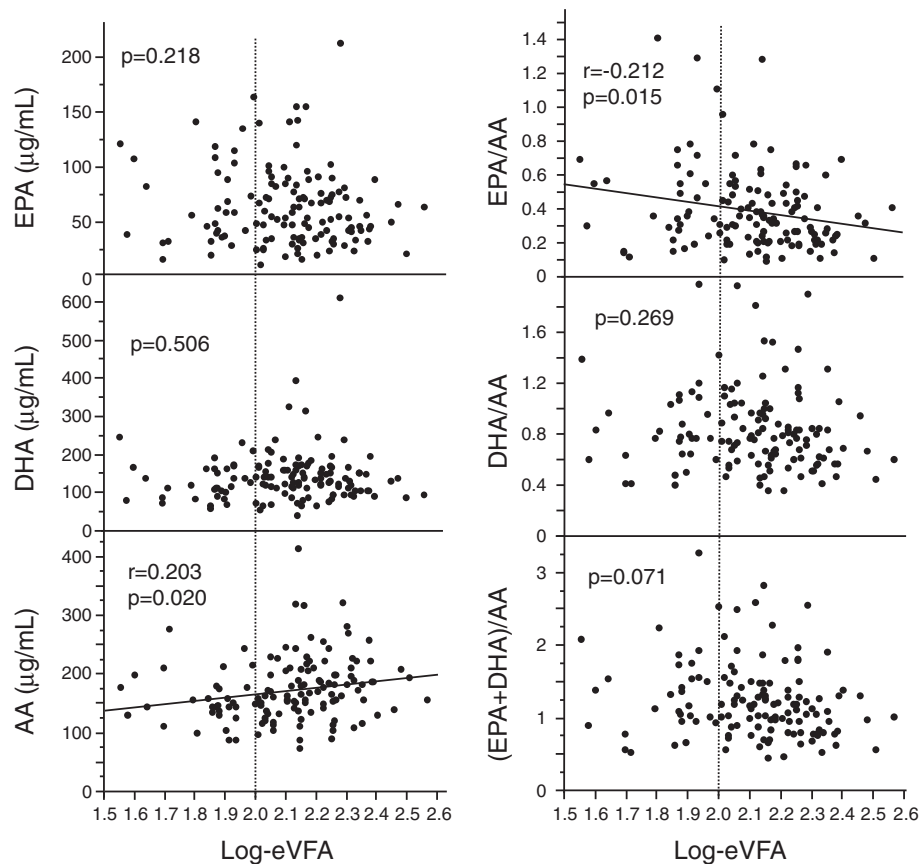 EPA (µg/mL)
200
150
100
50
0
p=0.218
DHA (µg/mL)
600
500
400
300
200
100
0
p=0.506
AA (µg/mL)
400
300
200
100
0
r=0.203
p=0.020
1.5 1.6 1.7 1.8 1.9 2.0 2.1 2.2 2.3 2.4 2.5 2.6
Log-eVFA
EPA/AA
1.4
1.2
1.0
0.8
0.6
0.4
0.2
0
r=-0.212
p=0.015
DHA/AA
1.6
1.2
0.8
0.4
0
p=0.269
(EPA+DHA)/AA
3
2
1
0
p=0.071
1.5 1.6 1.7 1.8 1.9 2.0 2.1 2.2 2.3 2.4 2.5 2.6
Log-eVFA